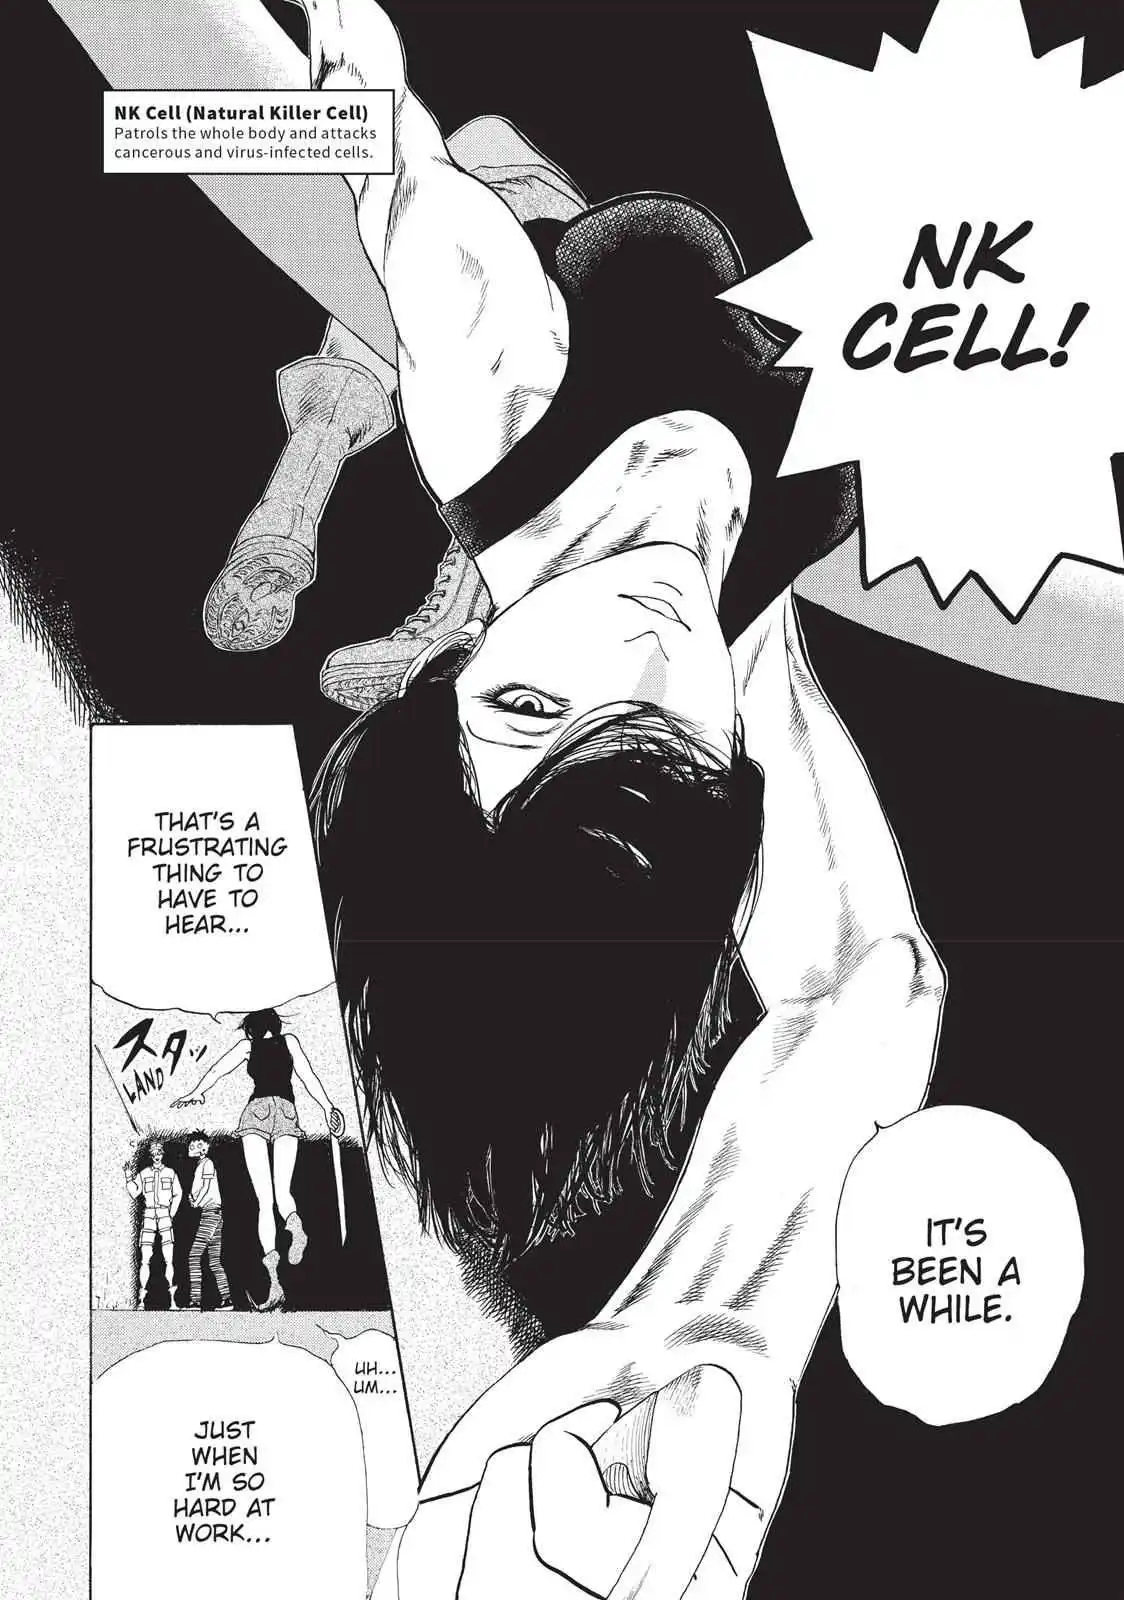 NK Cell (Natural Killer Cell)
Patrols the whole body and attacks
cancerous and virus-infected cells.
NK
CELL!
THAT'S A
FRUSTRATING
THING TO
HAVE TO
HEAR...
スタッ
LAND
IT'S
BEEN A
WHILE.
UH...
UM...
JUST
WHEN
I'M SO
HARD AT
WORK...